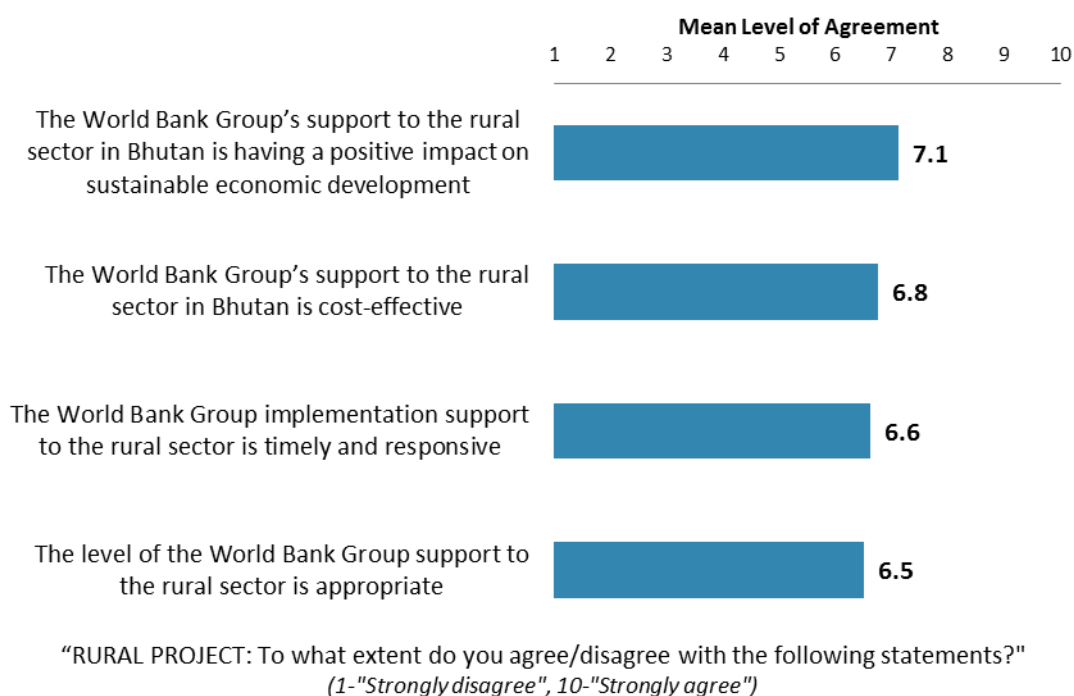 Mean Level of Agreement
1 2 3 4 5 6 7 8 9 10
The World Bank Group’s support to the rural
sector in Bhutan is having a positive impact on
sustainable economic development
7.1
The World Bank Group’s support to the rural
sector in Bhutan is cost-effective
6.8
The World Bank Group implementation support
to the rural sector is timely and responsive
6.6
The level of the World Bank Group support to
the rural sector is appropriate
6.5
“RURAL PROJECT: To what extent do you agree/disagree with the following statements?"
(1-"Strongly disagree", 10-"Strongly agree")